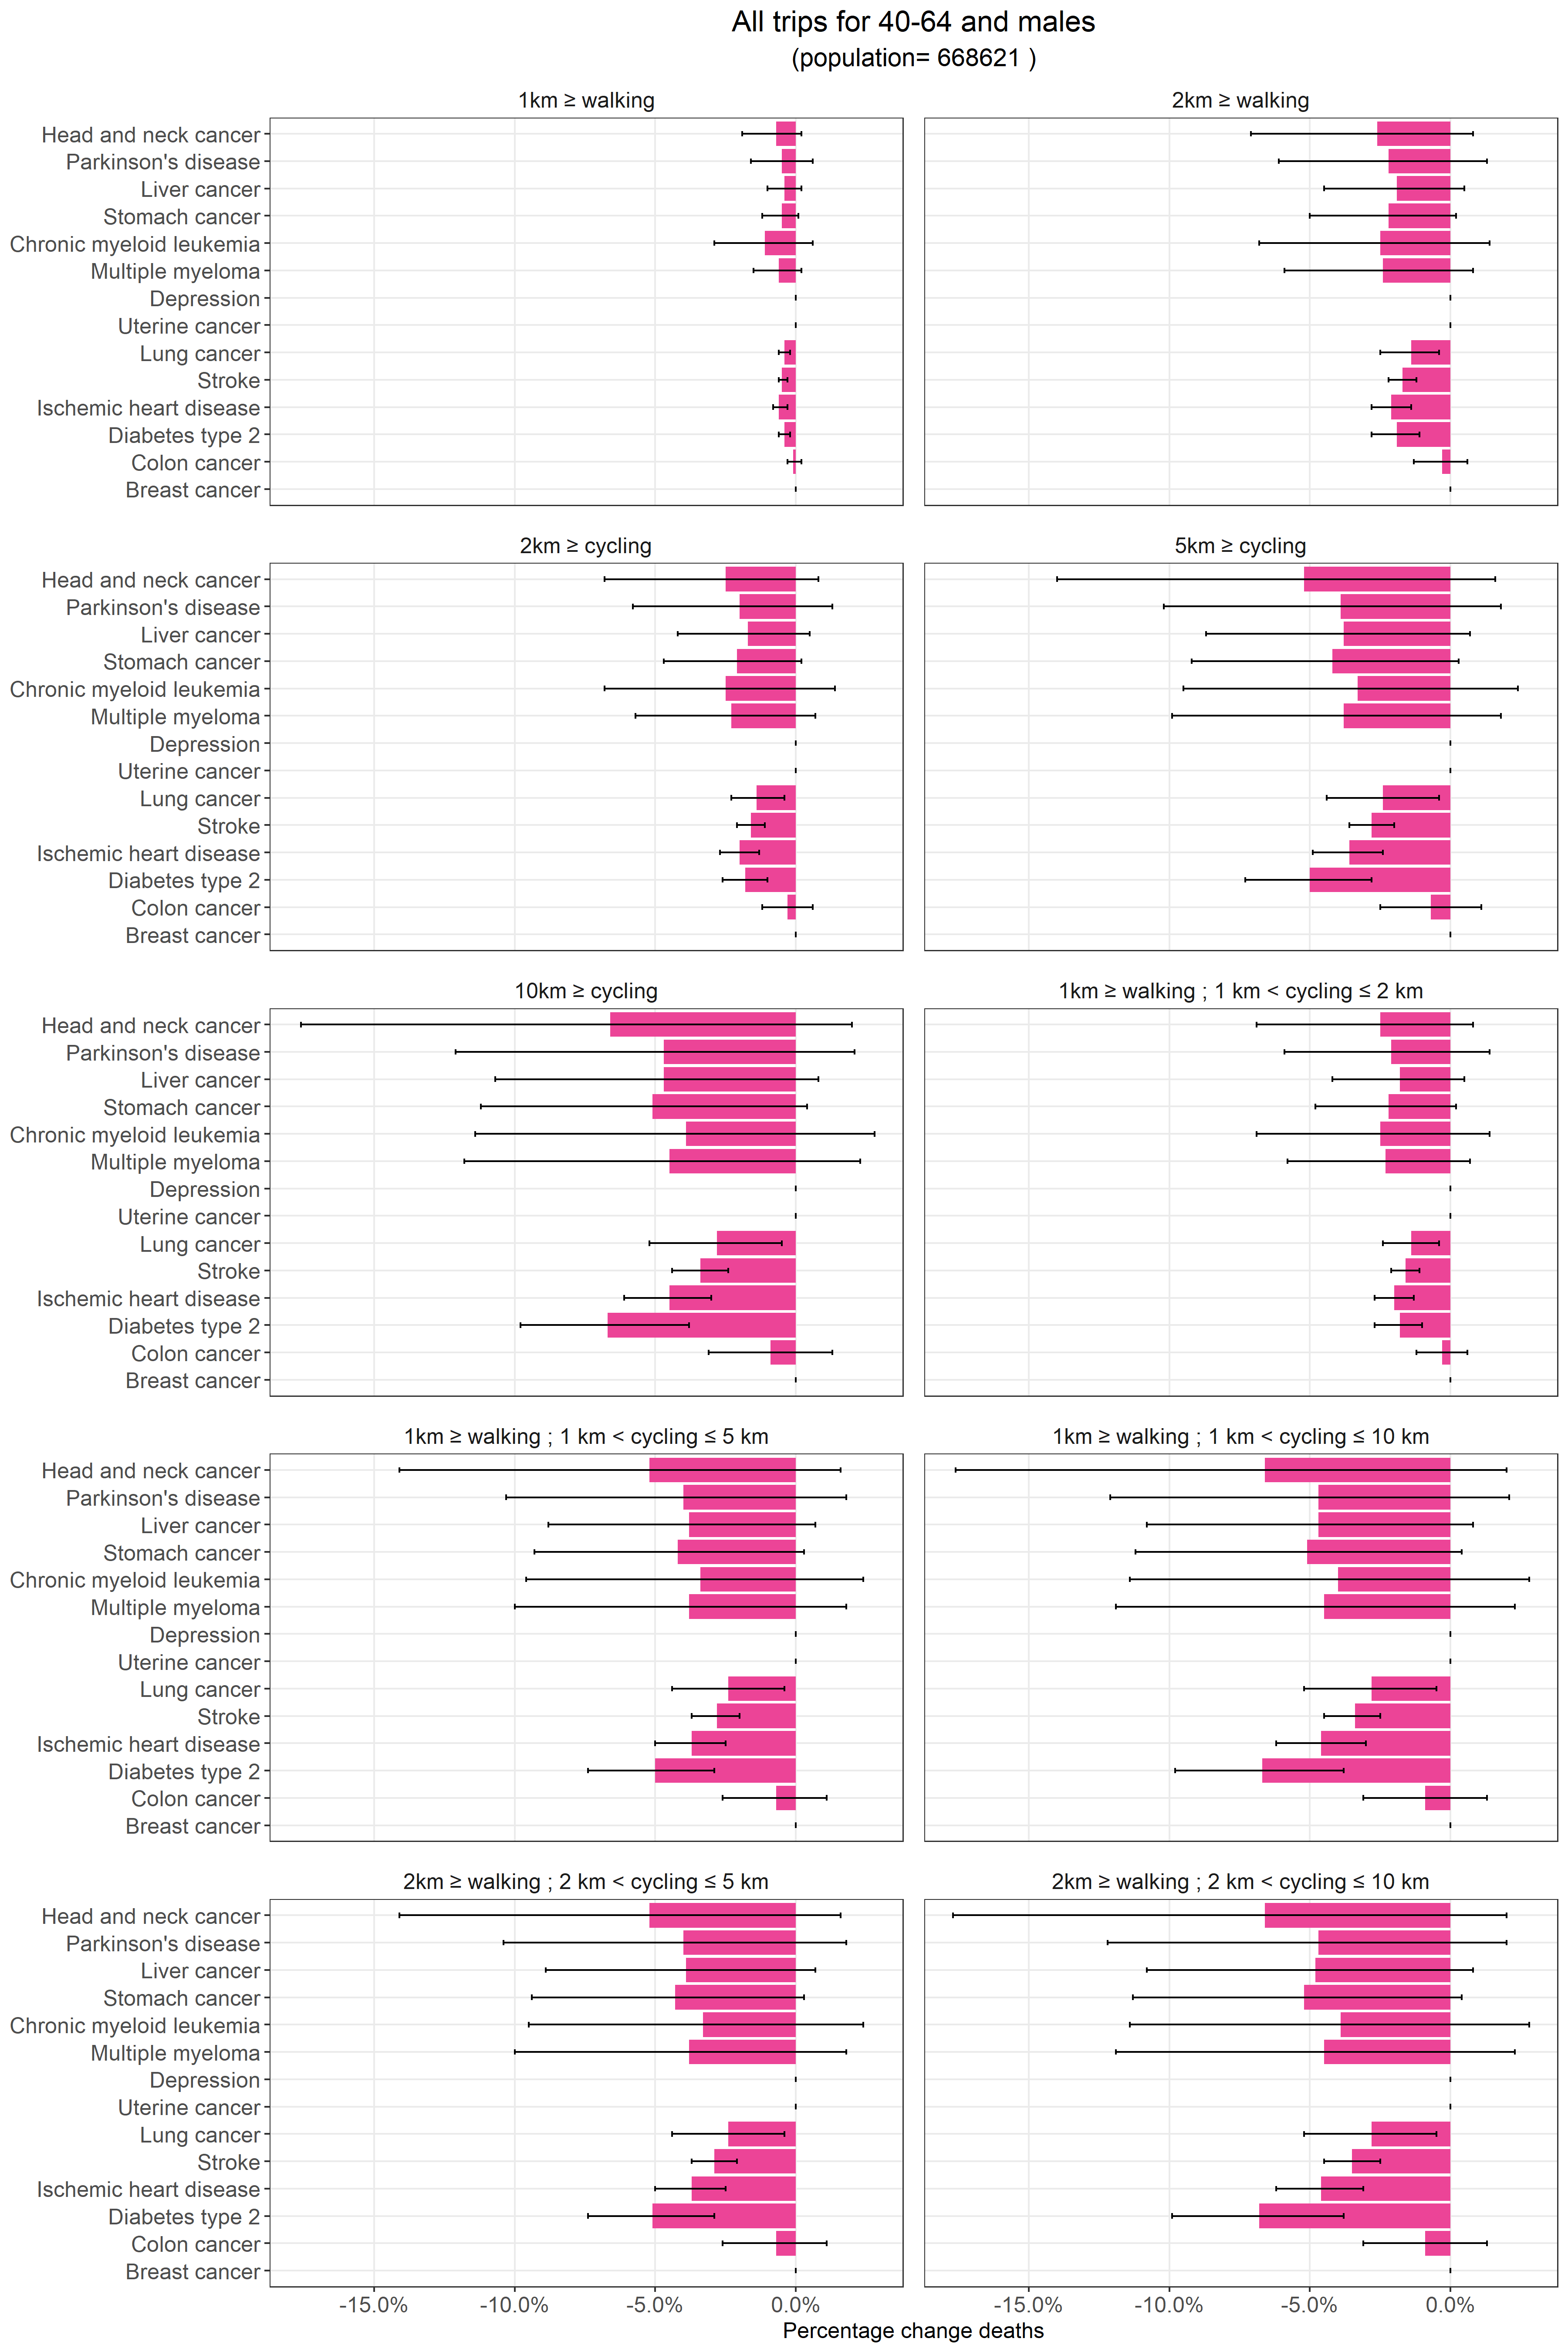 All trips for 40-64 and males
(population= 668621 )
1km ≥ walking
2km ≥ walking
Head and neck cancer
Parkinson's disease
Liver cancer
Stomach cancer
Chronic myeloid leukemia
Multiple myeloma
Depression
Uterine cancer
Lung cancer
Stroke
Ischemic heart disease
Diabetes type 2
Colon cancer
Breast cancer
2km ≥ cycling
5km ≥ cycling
Head and neck cancer
Parkinson's disease
Liver cancer
Stomach cancer
Chronic myeloid leukemia
Multiple myeloma
Depression
Uterine cancer
Lung cancer
Stroke
Ischemic heart disease
Diabetes type 2
Colon cancer
Breast cancer
10km ≥ cycling
1km ≥ walking ; 1 km < cycling ≤ 2 km
Head and neck cancer
Parkinson's disease
Liver cancer
Stomach cancer
Chronic myeloid leukemia
Multiple myeloma
Depression
Uterine cancer
Lung cancer
Stroke
Ischemic heart disease
Diabetes type 2
Colon cancer
Breast cancer
1km ≥ walking ; 1 km < cycling ≤ 5 km
1km ≥ walking ; 1 km < cycling ≤ 10 km
Head and neck cancer
Parkinson's disease
Liver cancer
Stomach cancer
Chronic myeloid leukemia
Multiple myeloma
Depression
Uterine cancer
Lung cancer
Stroke
Ischemic heart disease
Diabetes type 2
Colon cancer
Breast cancer
2km ≥ walking ; 2 km < cycling ≤ 5 km
2km ≥ walking ; 2 km < cycling ≤ 10 km
Head and neck cancer
Parkinson's disease
Liver cancer
Stomach cancer
Chronic myeloid leukemia
Multiple myeloma
Depression
Uterine cancer
Lung cancer
Stroke
Ischemic heart disease
Diabetes type 2
Colon cancer
Breast cancer
-15.0% -10.0% -5.0% 0.0% -15.0% -10.0% -5.0% 0.0%
Percentage change deaths